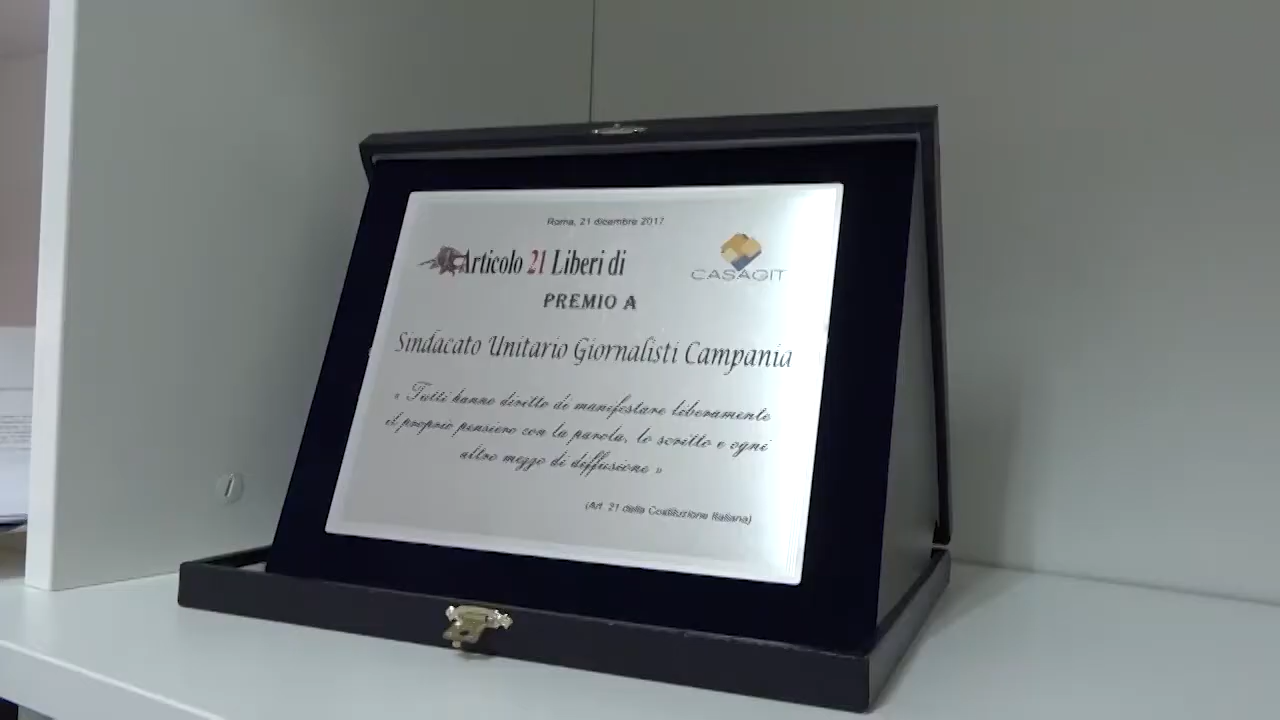 Roma, 21 dicembre 2017
Articolo 21 Liberi di
CASAGIT
PREMIO A
Sindacato Unitario Giornalisti Campania
« Tutti hanno diritto di manifestare liberamente
il proprio pensiero con la parola, lo scritto e ogni
altro mezzo di diffusione »
(Art. 21 della Costituzione Italiana)